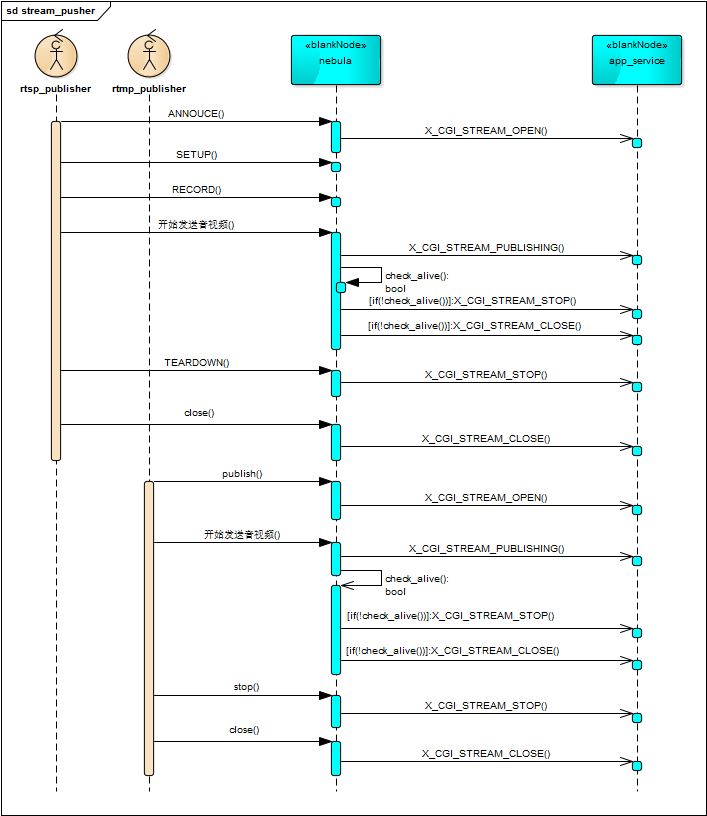 sd stream_pusher
«blankNode»
nebula
«blankNode»
app_service
rtsp_publisher
rtmp_publisher
ANNOUCE()
X_CGI_STREAM_OPEN()
SETUP()
RECORD()
开始发送音视频()
X_CGI_STREAM_PUBLISHING()
check_alive():
bool
[if(!check_alive())]:X_CGI_STREAM_STOP()
[if(!check_alive())]:X_CGI_STREAM_CLOSE()
TEARDOWN()
X_CGI_STREAM_STOP()
close()
X_CGI_STREAM_CLOSE()
publish()
X_CGI_STREAM_OPEN()
开始发送音视频()
X_CGI_STREAM_PUBLISHING()
check_alive():
bool
[if(!check_alive())]:X_CGI_STREAM_STOP()
[if(!check_alive())]:X_CGI_STREAM_CLOSE()
stop()
X_CGI_STREAM_STOP()
close()
X_CGI_STREAM_CLOSE()